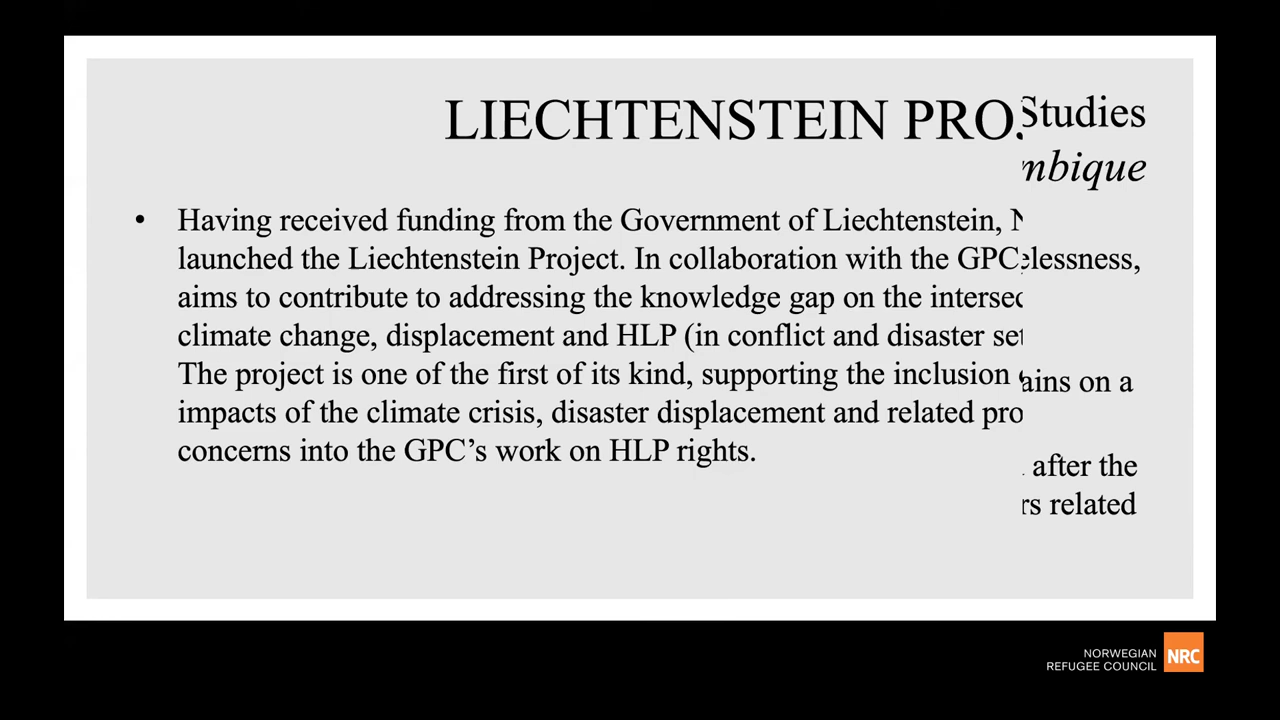 LIECHTENSTEIN PRO
Studies
• Having received funding from the Government of Liechtenstein,
launched the Liechtenstein Project. In collaboration with the GPC
aims to contribute to addressing the knowledge gap on the
climate change, displacement and HLP (in conflict and disaster
The project is one of the first of its kind, supporting the inclusion
ains on a
impacts of the climate crisis, disaster displacement and related pro
concerns into the GPC’s work on HLP rights.
after the
related
NORWEGIAN
REFUGEE COUNCIL
NRC